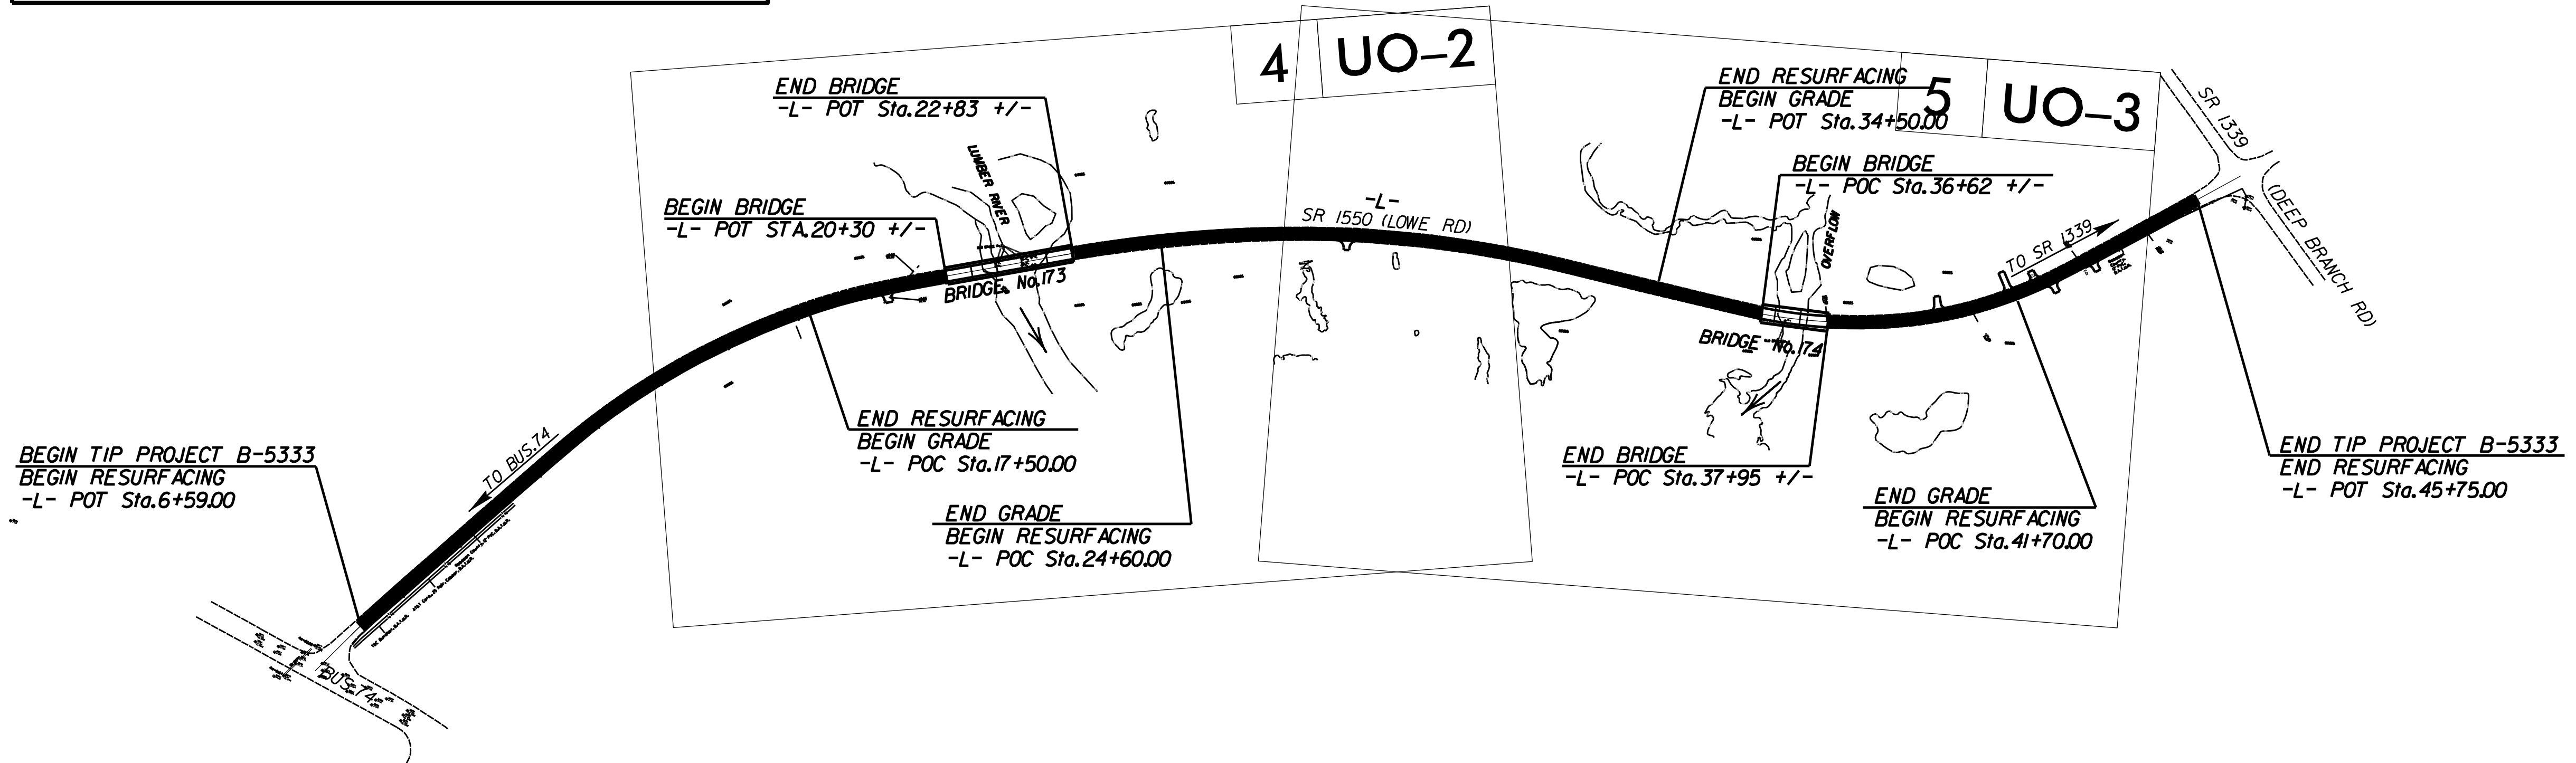 4
UO-2
5
UO-3
END BRIDGE
-L- POT Sta.22+83 +/-
LUMBER RIVER
BEGIN BRIDGE
-L- POT STA.20+30 +/-
BRIDGE No.173
END RESURFACING
BEGIN GRADE
-L- POT Sta.34+50.00
BEGIN BRIDGE
-L- POC Sta.36+62 +/-
OVERFLOW
-L-
SR 1550 (LOWE RD)
SR 1339
(DEEP BRANCH RD)
TO SR 1339
BRIDGE No.174
TO BUS.74
BEGIN TIP PROJECT B-5333
BEGIN RESURFACING
-L- POT Sta.6+59.00
END RESURFACING
BEGIN GRADE
-L- POC Sta.17+50.00
END GRADE
BEGIN RESURFACING
-L- POC Sta.24+60.00
END BRIDGE
-L- POC Sta.37+95 +/-
END GRADE
BEGIN RESURFACING
-L- POC Sta.41+70.00
END TIP PROJECT B-5333
END RESURFACING
-L- POT Sta.45+75.00
BUS.74